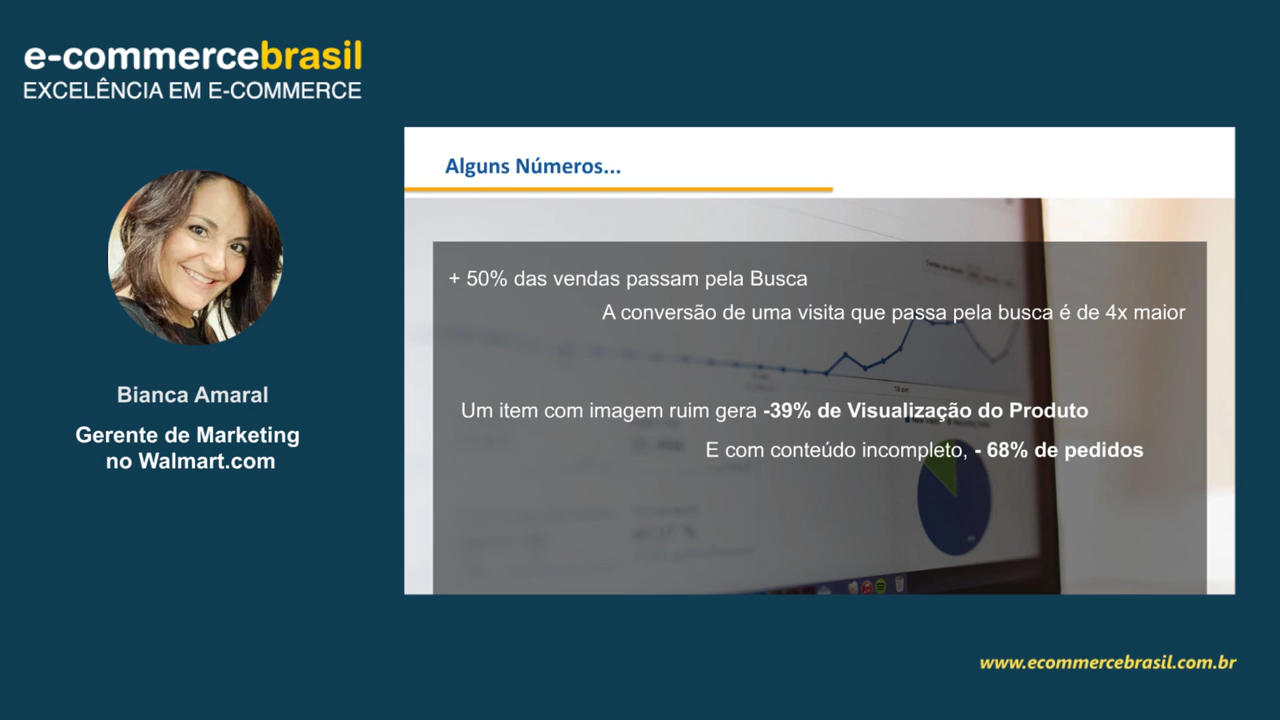 e-commercebrasil
EXCELÊNCIA EM E-COMMERCE
Alguns Números...
+ 50% das vendas passam pela Busca
A conversão de uma visita que passa pela busca é de 4x maior
Um item com imagem ruim gera -39% de Visualização do Produto
E com conteúdo incompleto, - 68% de pedidos
Bianca Amaral
Gerente de Marketing
no Walmart.com
www.ecommercebrasil.com.br